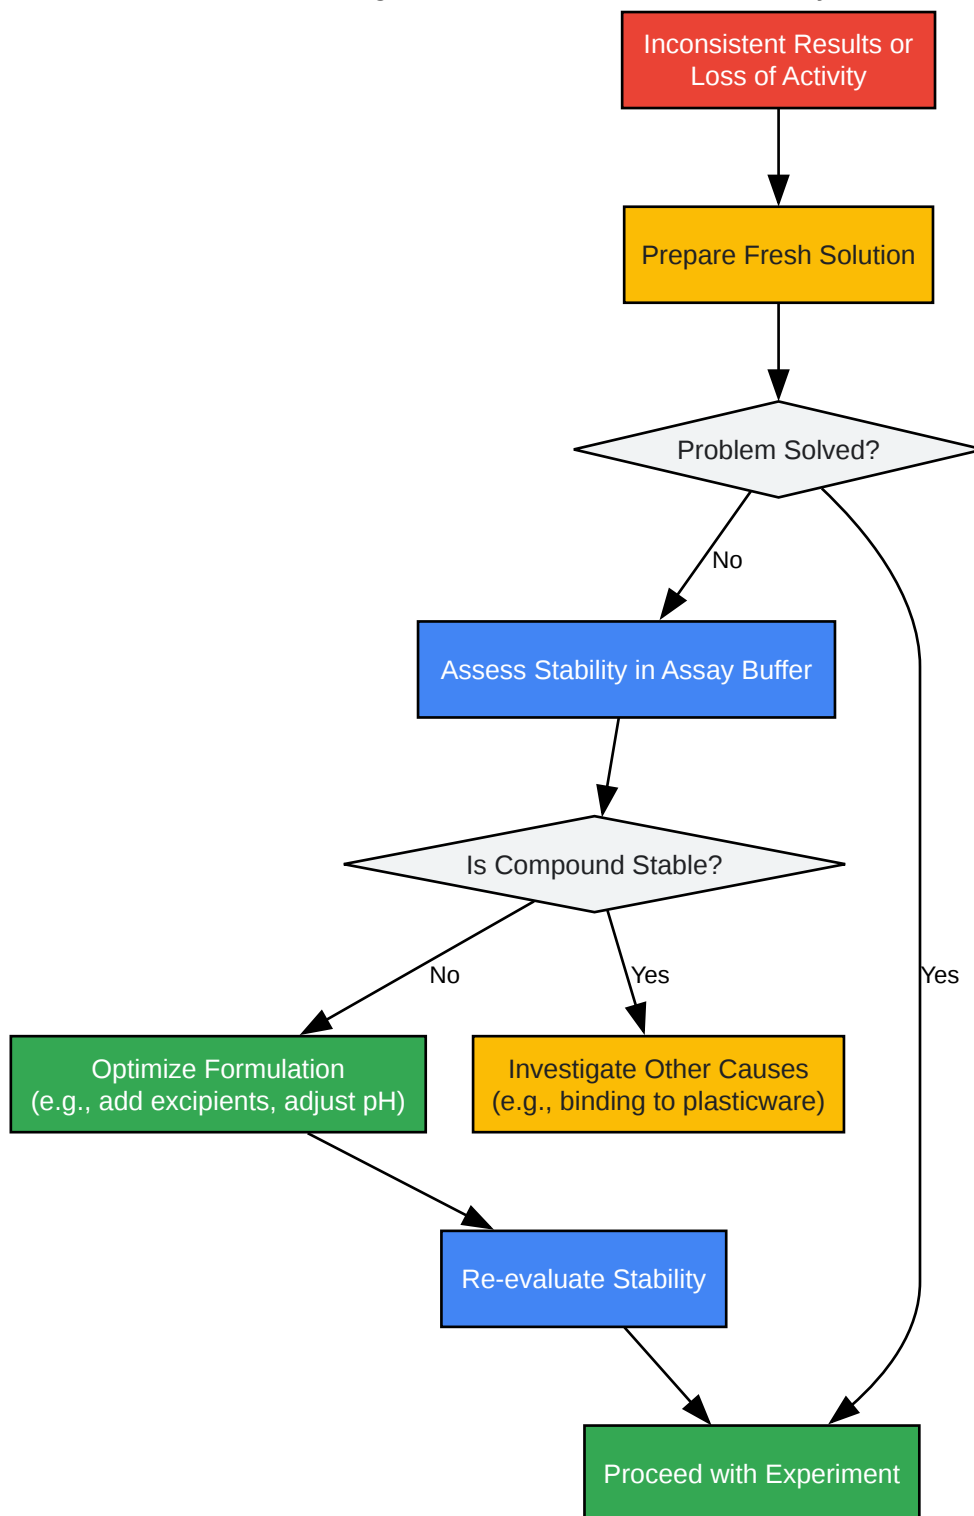 Inconsistent Results or
Loss of Activity
Prepare Fresh Solution
Problem Solved?
No
Assess Stability in Assay Buffer
Is Compound Stable?
No
Yes
Yes
Optimize Formulation
(e.g., add excipients, adjust pH)
Investigate Other Causes
(e.g., binding to plasticware)
Re-evaluate Stability
Proceed with Experiment